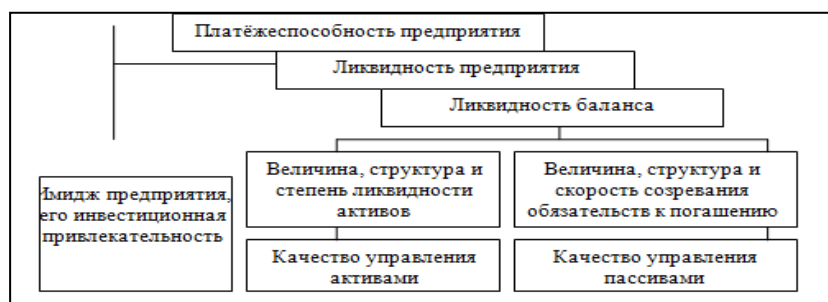 Платёжеспособность предприятия
Ликвидность предприятия
Ликвидность баланса
Имидж предприятия,
его инвестиционная
привлекательность
Величина, структура и
степень ликвидности
активов
Величина, структура и
скорость созревания
обязательств к погашению
Качество управления
активами
Качество управления
пассивами